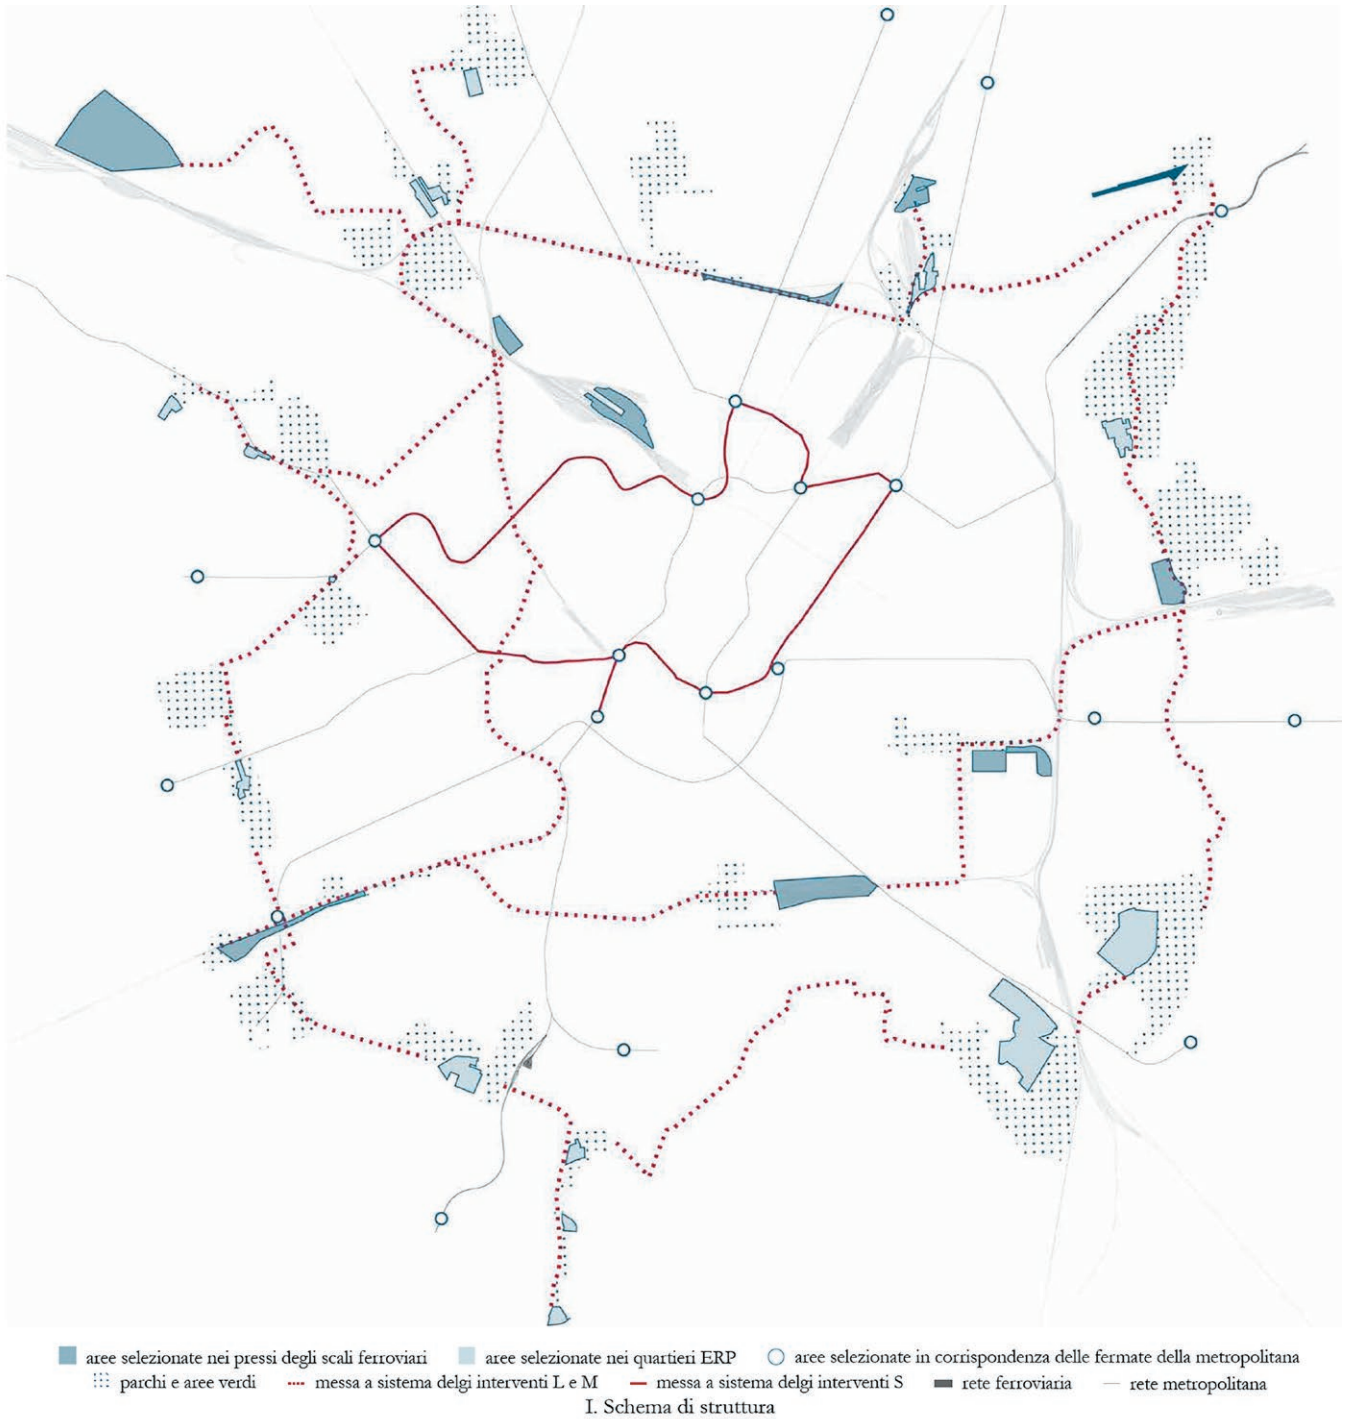 aree selezionate nei pressi degli scali ferroviari aree selezionate nei quartieri ERP aree selezionate in corrispondenza delle fermate della metropolitana
parchi e aree verdi messa a sistema delgi interventi L e M messa a sistema delgi interventi S rete ferroviaria rete metropolitana
I. Schema di struttura